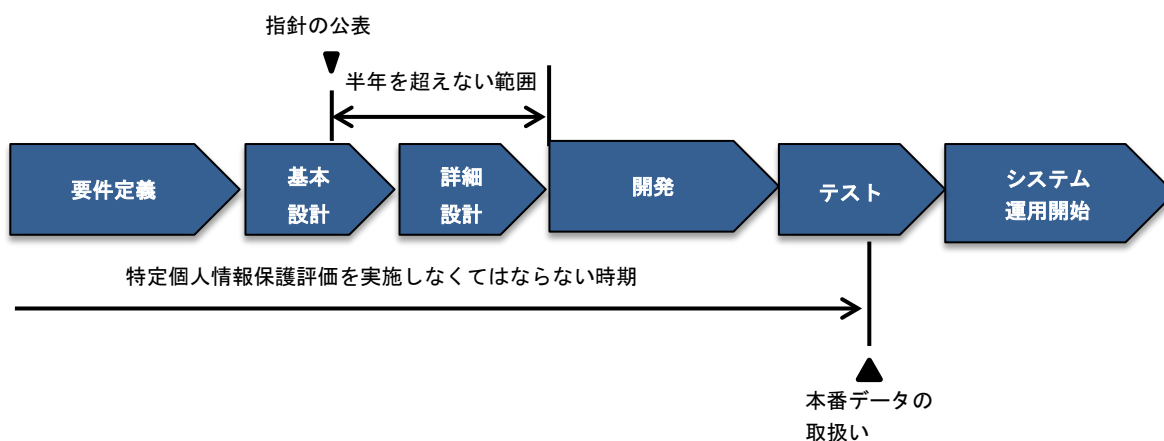 指針の公表
半年を超えない範囲
要件定義
基本
設計
詳細
設計
開発
テスト
システム
運用開始
特定個人情報保護評価を実施しなくてはならない時期
本番データの
取扱い